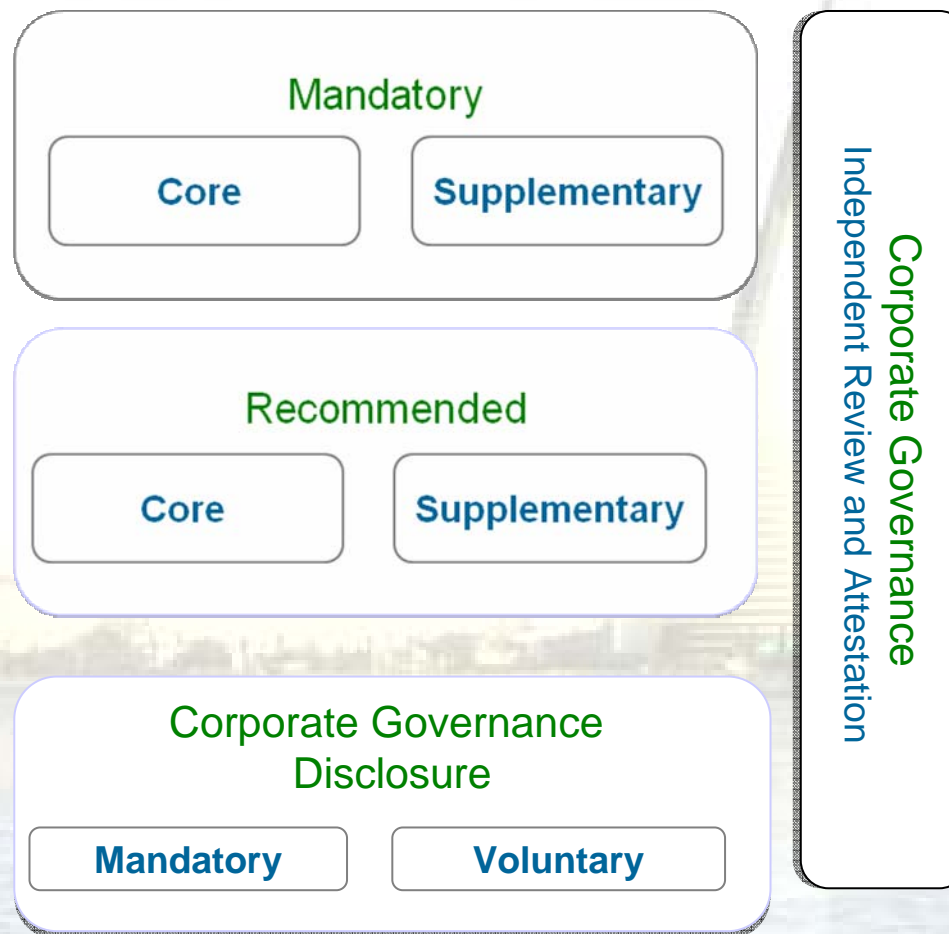 Mandatory
Core
Supplementary
Recommended
Core
Supplementary
Corporate Governance
Disclosure
Mandatory
Voluntary
Corporate Governance
Independent Review and Attestation